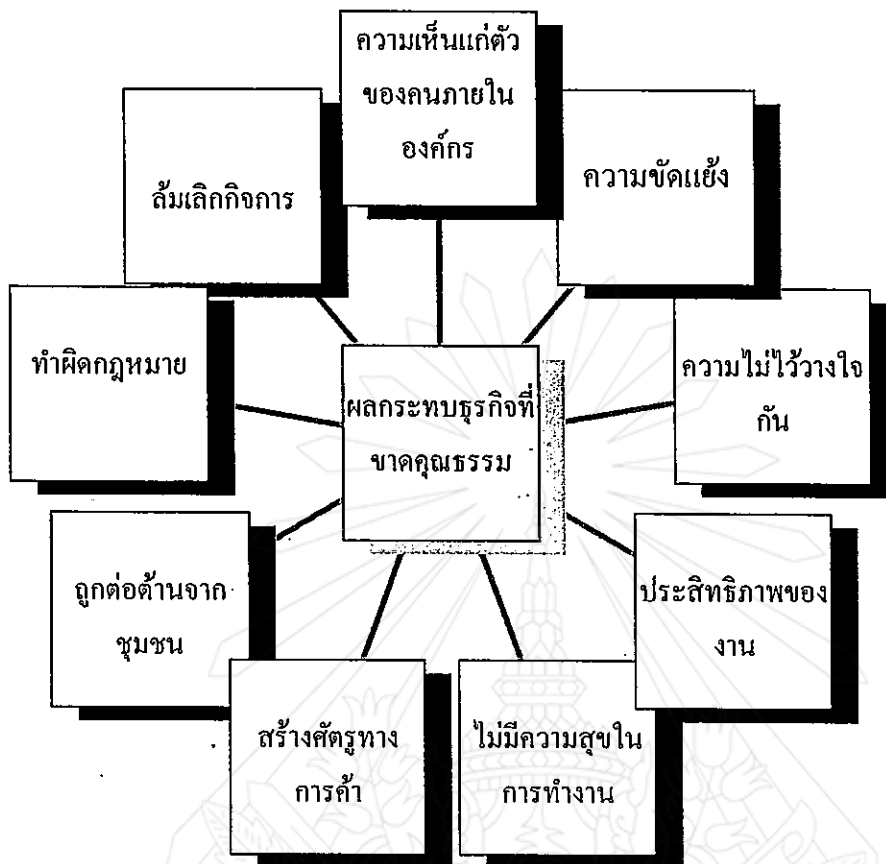 ความเห็นแก่ตัว
ของคนภายใน
องค์กร
ความขัดแย้ง
ความไม่ไว้วางใจ
กัน
ประสิทธิภาพของ
งาน
ไม่มีความสุขใน
การทำงาน
สร้างศัตรูทาง
การค้า
ถูกต่อต้านจาก
ชุมชน
ทำผิดกฎหมาย
ล้มเลิกกิจการ
ผลกระทบธุรกิจที่
ขาดคุณธรรม